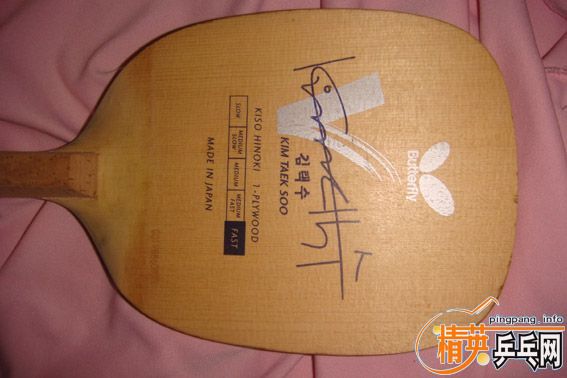 Butterfly
V
김택수
KIM TAEK SOO
KISO HINOKI 1-PLYWOOD
SLOW
MEDIUM SLOW
MEDIUM
MEDIUM FAST
FAST
MADE IN JAPAN
pingpang.info
精英乒乓网